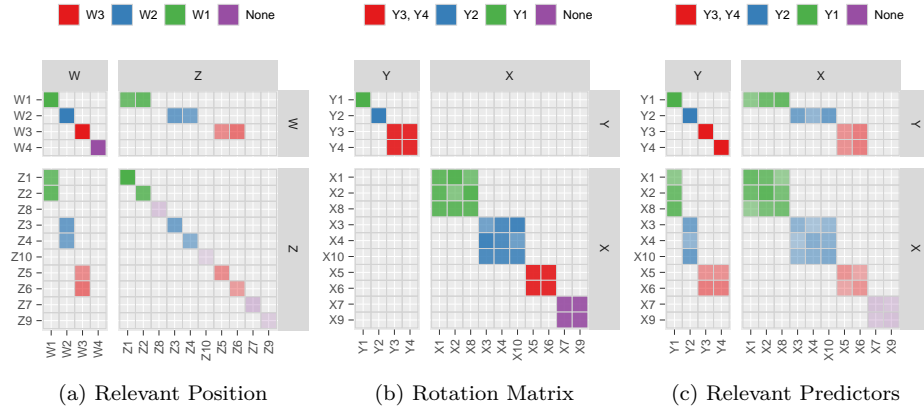 W3 W2 W1 None
Y3, Y4 Y2 Y1 None
Y3, Y4 Y2 Y1 None
W Z
Y X
Y X
W1
W2
W3
W4
W
Z1
Z2
Z8
Z3
Z4
Z10
Z5
Z6
Z7
Z9
Z
W1 W2 W3 W4 Z1 Z2 Z8 Z3 Z4 Z10 Z5 Z6 Z7 Z9
Y1
Y2
Y3
Y4
Y
X1
X2
X8
X3
X4
X10
X5
X6
X7
X9
X
Y1 Y2 Y3 Y4 X1 X2 X8 X3 X4 X10 X5 X6 X7 X9
Y1
Y2
Y3
Y4
Y
X1
X2
X8
X3
X4
X10
X5
X6
X7
X9
X
Y1 Y2 Y3 Y4 X1 X2 X8 X3 X4 X10 X5 X6 X7 X9
(a) Relevant Position
(b) Rotation Matrix
(c) Relevant Predictors